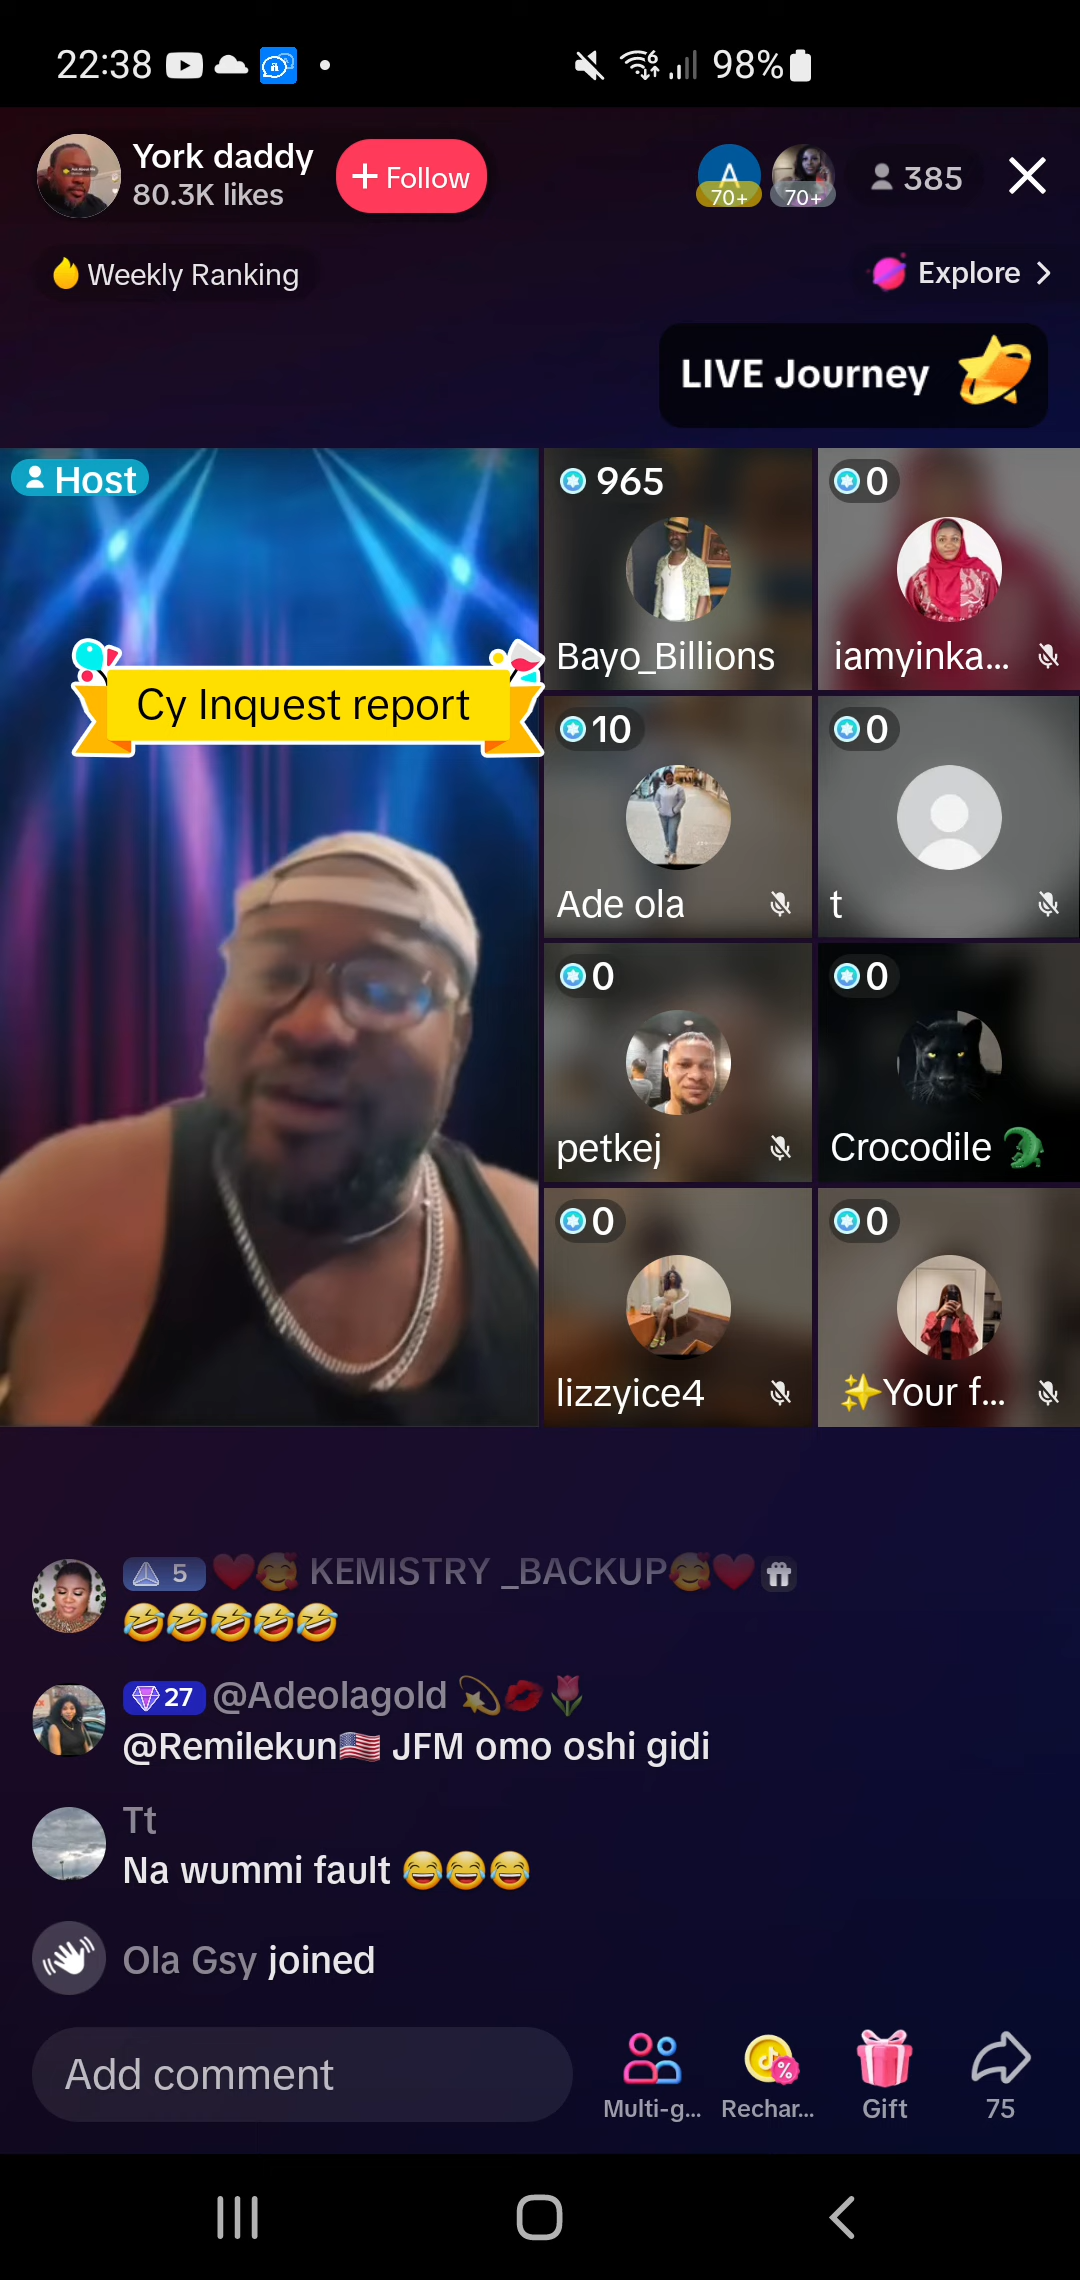 22:38
98%
York daddy
80.3K likes
+ Follow
A
70+
70+
385
Weekly Ranking
Explore >
LIVE Journey
Host
Cy Inquest report
965
Bayo_Billions
0
iamyinka...
10
Ade ola
0
t
0
petkej
0
Crocodile 🐊
0
lizzyice4
0
✨Your f...
5 ❤️🥰 KEMISTRY _BACKUP🥰❤️
🤣🤣🤣🤣🤣
27 @Adeolagold 💫💋🌷
@Remilekun🇺🇸 JFM omo oshi gidi
Tt
Na wummi fault 😂😂😂
Ola Gsy joined
Add comment
Multi-g...
Rechar...
Gift
75